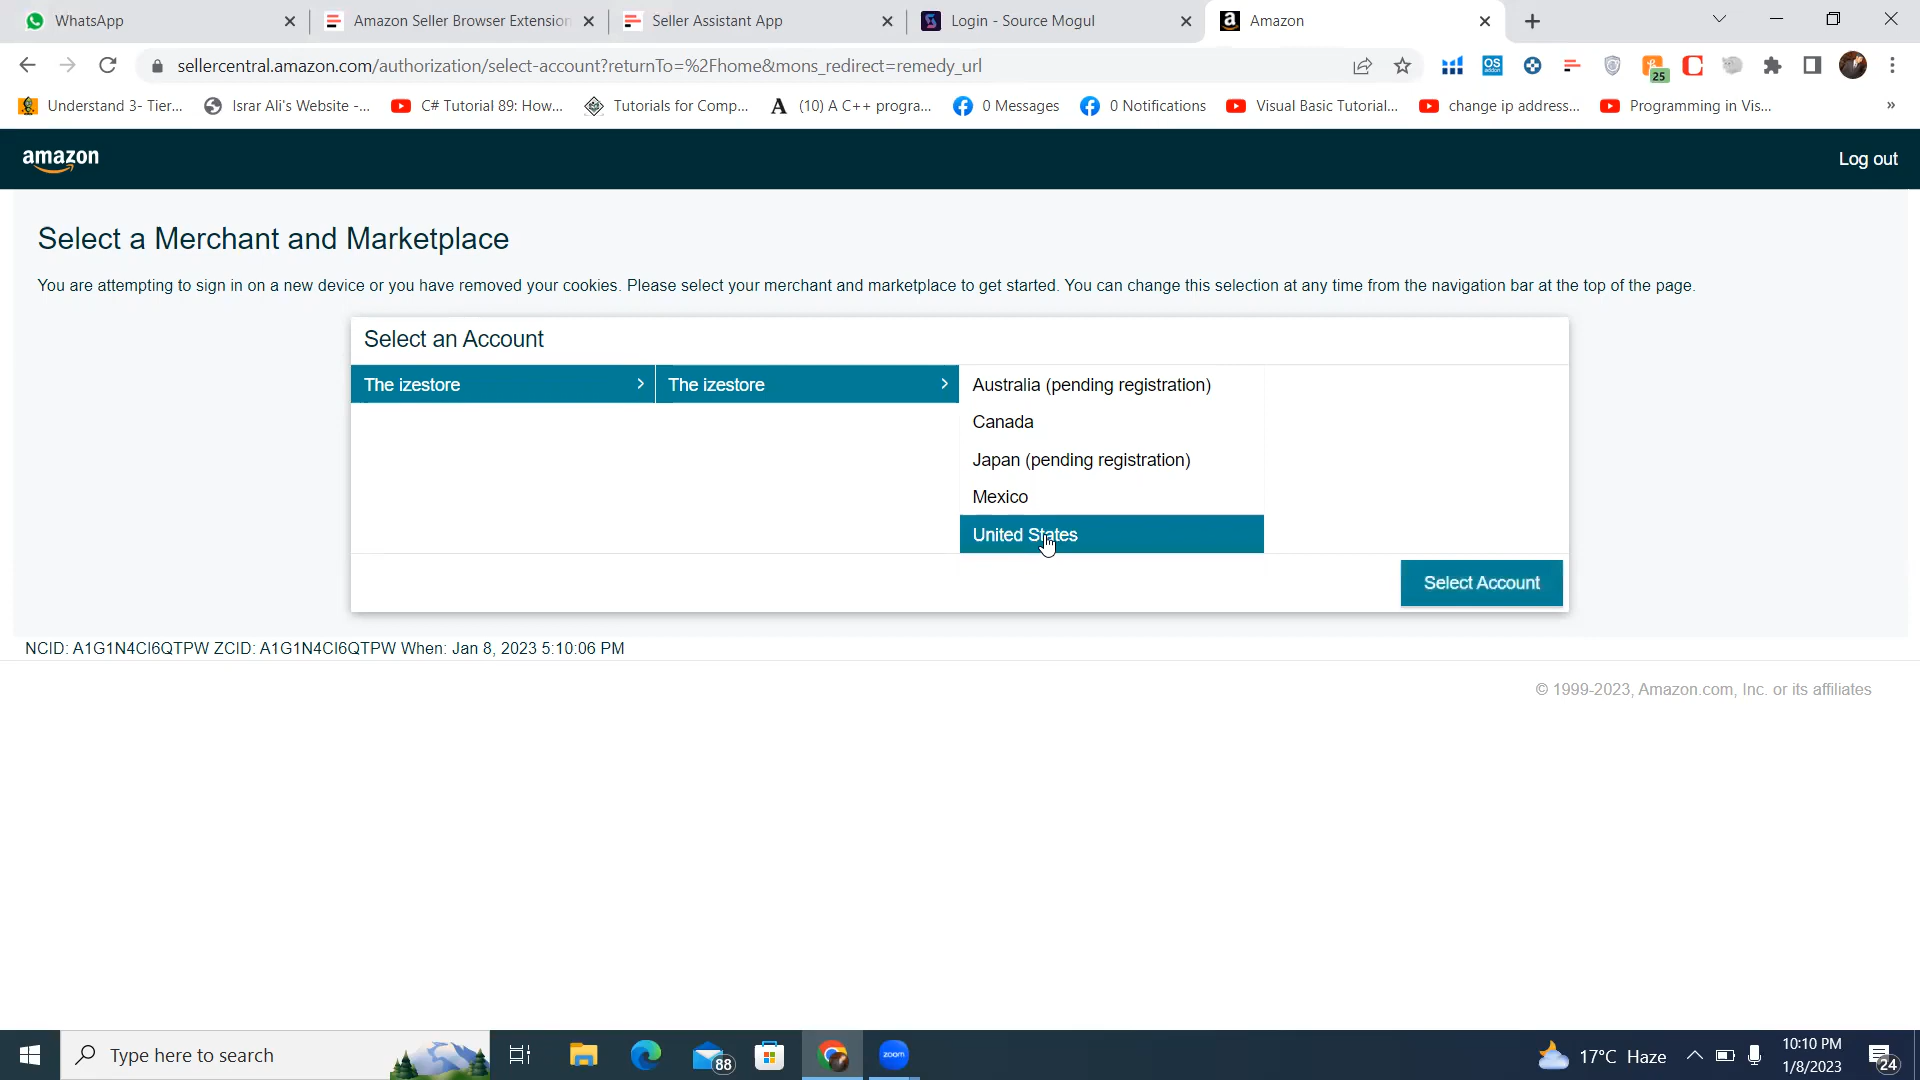 WhatsApp
Amazon Seller Browser Extension
Seller Assistant App
Login - Source Mogul
Amazon
sellercentral.amazon.com/authorization/select-account?returnTo=%2Fhome&mons_redirect=remedy_url
OS
25
Understand 3- Tier...
Israr Ali's Website -...
C# Tutorial 89: How...
Tutorials for Comp...
(10) A C++ progra...
0 Messages
0 Notifications
Visual Basic Tutorial...
change ip address...
Programming in Vis...
»
amazon
Log out
Select a Merchant and Marketplace
You are attempting to sign in on a new device or you have removed your cookies. Please select your merchant and marketplace to get started. You can change this selection at any time from the navigation bar at the top of the page.
Select an Account
The izestore
The izestore
Australia (pending registration)
Canada
Japan (pending registration)
Mexico
United States
Select Account
NCID: A1G1N4CI6QTPW ZCID: A1G1N4CI6QTPW When: Jan 8, 2023 5:10:06 PM
© 1999-2023, Amazon.com, Inc. or its affiliates
Type here to search
88
zoom
17°C Haze
10:10 PM
1/8/2023
24